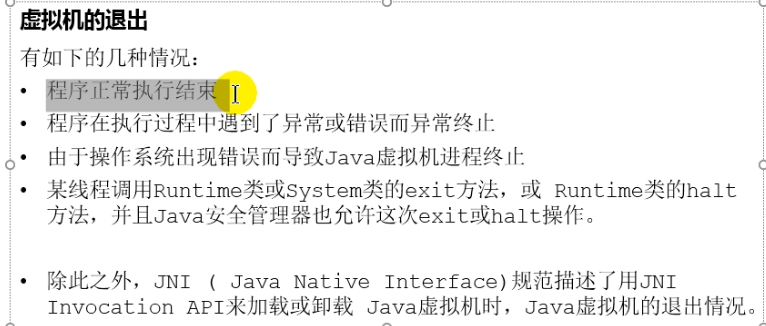 虚拟机的退出
有如下的几种情况：
• 程序正常执行结束
• 程序在执行过程中遇到了异常或错误而异常终止
• 由于操作系统出现错误而导致Java虚拟机进程终止
• 某线程调用Runtime类或System类的exit方法，或 Runtime类的halt
方法，并且Java安全管理器也允许这次exit或halt操作。
• 除此之外，JNI ( Java Native Interface)规范描述了用JNI
Invocation API来加载或卸载 Java虚拟机时，Java虚拟机的退出情况。